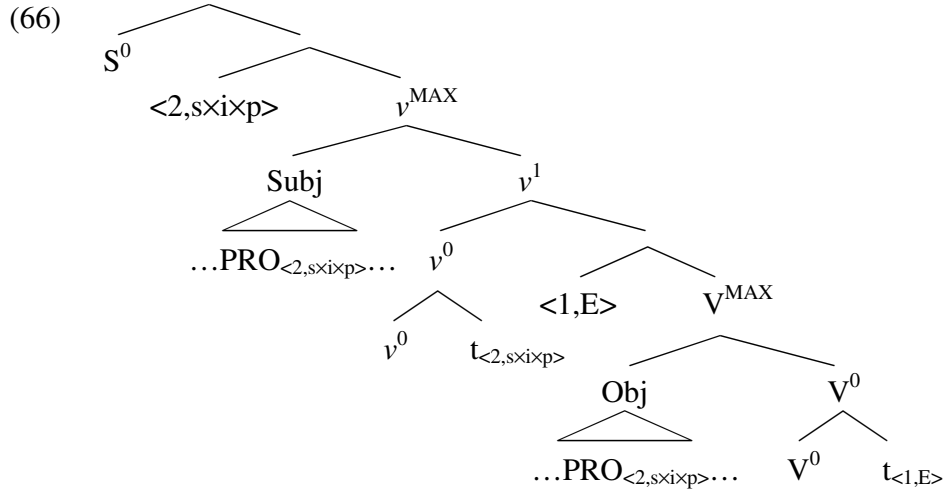 (66)
S⁰
<2,s×i×p> vᴹᴬˣ
Subj v¹
…PRO<2,s×i×p>… v⁰
<1,E> Vᴹᴬˣ
v⁰ t<2,s×i×p>
Obj V⁰
…PRO<2,s×i×p>… V⁰ t<1,E>